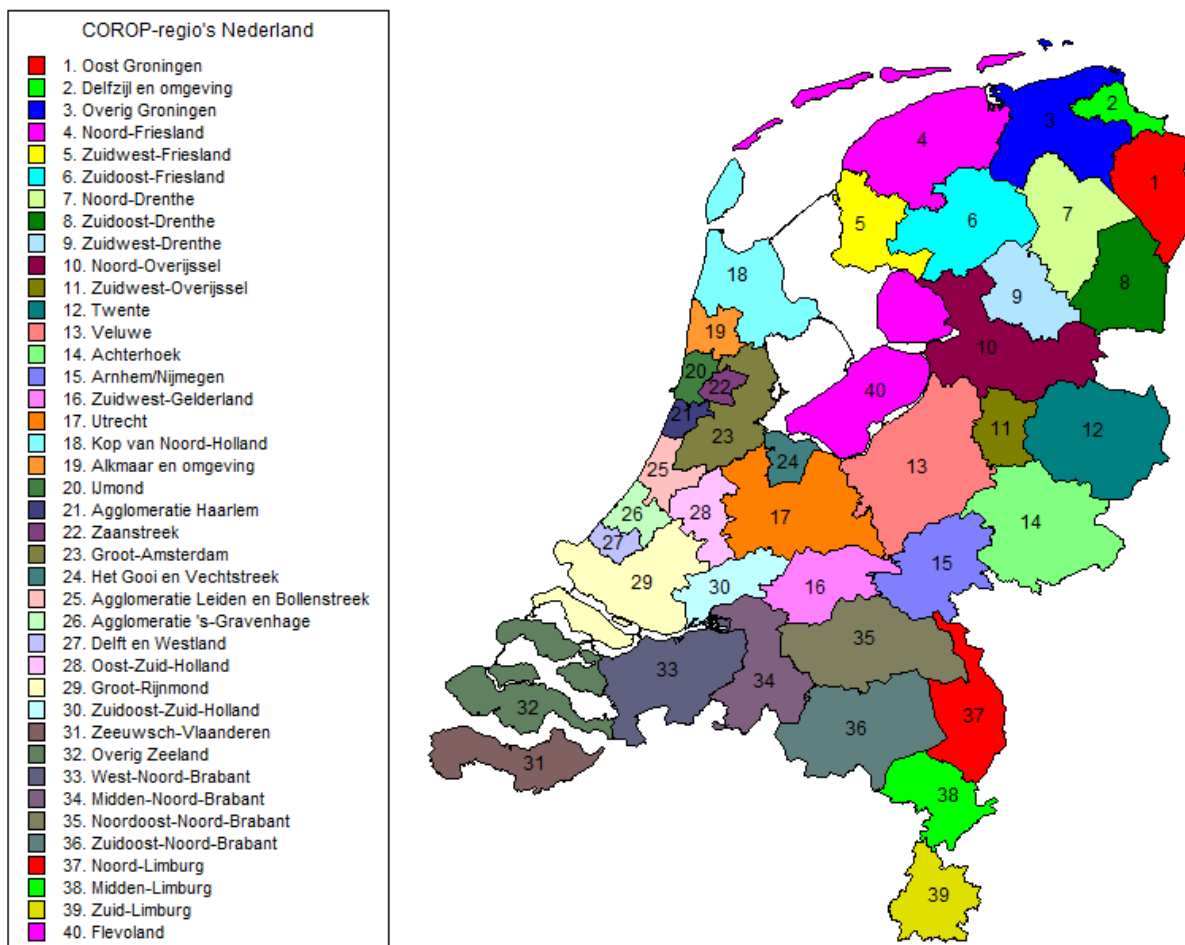 COROP-regio's Nederland
1. Oost Groningen
2. Delfzijl en omgeving
3. Overig Groningen
4. Noord-Friesland
5. Zuidwest-Friesland
6. Zuidoost-Friesland
7. Noord-Drenthe
8. Zuidoost-Drenthe
9. Zuidwest-Drenthe
10. Noord-Overijssel
11. Zuidwest-Overijssel
12. Twente
13. Veluwe
14. Achterhoek
15. Arnhem/Nijmegen
16. Zuidwest-Gelderland
17. Utrecht
18. Kop van Noord-Holland
19. Alkmaar en omgeving
20. IJmond
21. Agglomeratie Haarlem
22. Zaanstreek
23. Groot-Amsterdam
24. Het Gooi en Vechtstreek
25. Agglomeratie Leiden en Bollenstreek
26. Agglomeratie 's-Gravenhage
27. Delft en Westland
28. Oost-Zuid-Holland
29. Groot-Rijnmond
30. Zuidoost-Zuid-Holland
31. Zeeuwsch-Vlaanderen
32. Overig Zeeland
33. West-Noord-Brabant
34. Midden-Noord-Brabant
35. Noordoost-Noord-Brabant
36. Zuidoost-Noord-Brabant
37. Noord-Limburg
38. Midden-Limburg
39. Zuid-Limburg
40. Flevoland
2
3
4
1
7
5
6
18
8
9
19
10
20
22
40
21
23
11
12
24
13
25
28
26
17
14
27
15
29
30
16
35
33
34
32
37
36
31
38
39